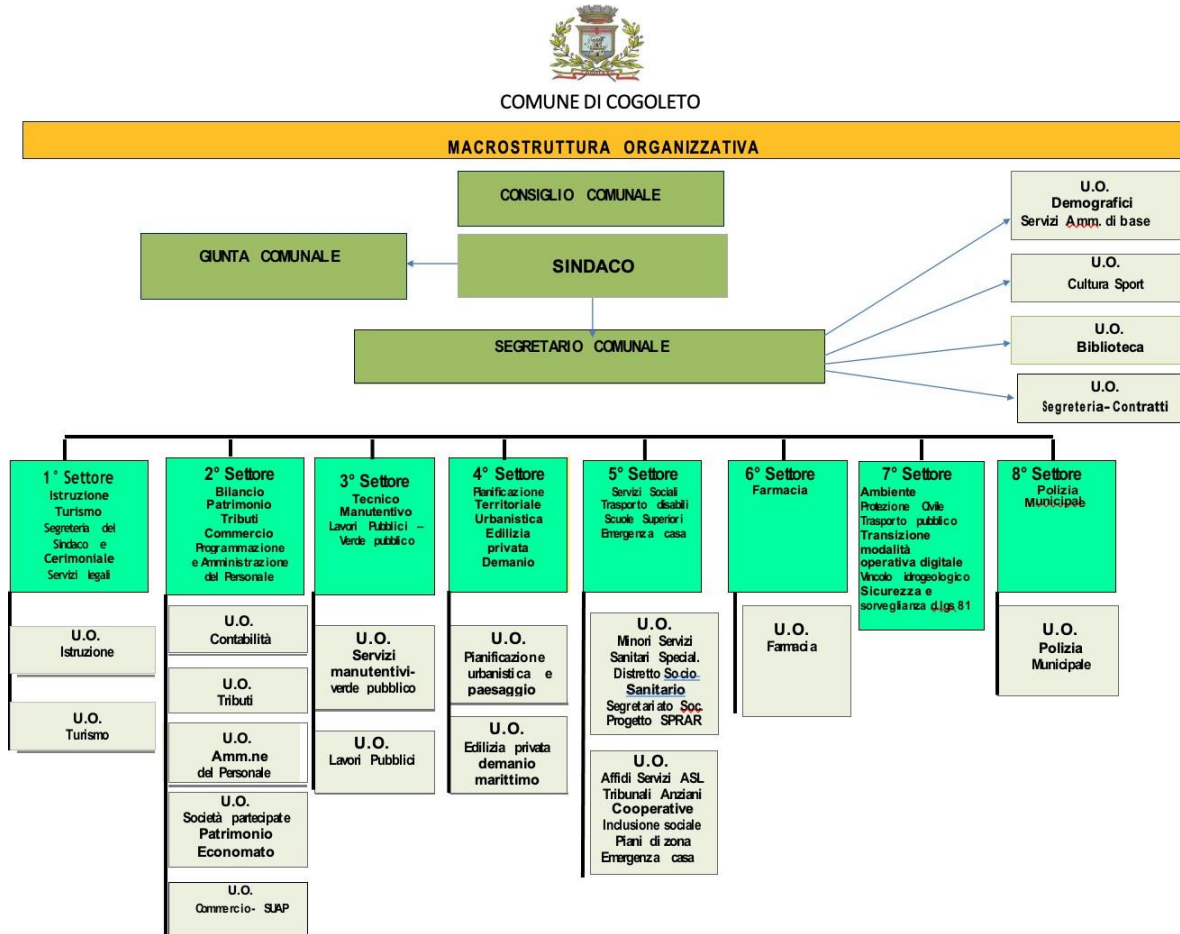 COMUNE DI COGOLETO
MACROSTRUTTURA ORGANIZZATIVA
CONSIGLIO COMUNALE
GIUNTA COMUNALE
SINDACO
SEGRETARIO COMUNALE
U.O.
Demografici
Servizi Amm. di base
U.O.
Cultura Sport
U.O.
Biblioteca
U.O.
Segreteria-Contratti
1° Settore
Istruzione
Turismo
Segreteria del
Sindaco e
Cerimoniale
Servizi legali
U.O.
Istruzione
U.O.
Turismo
2° Settore
Bilancio
Patrimonio
Tributi
Commercio
Programmazione
e Amministrazione
del Personale
U.O.
Contabilità
U.O.
Tributi
U.O.
Amm.ne
del Personale
U.O.
Società partecipate
Patrimonio
Economato
U.O.
Commercio- SUAP
3° Settore
Tecnico
Manutentivo
Lavori Pubblici –
Verde pubblico
U.O.
Servizi
manutentivi-
verde pubblico
U.O.
Lavori Pubblici
4° Settore
Pianificazione
Territoriale
Urbanistica
Edilizia
privata
Demanio
U.O.
Pianificazione
urbanistica e
paesaggio
U.O.
Edilizia privata
demanio
marittimo
5° Settore
Servizi Sociali
Trasporto disabili
Scuole Superiori
Emergenza casa
U.O.
Minori Servizi
Sanitari Special.
Distretto Socio
Sanitario
Segretariato Soc.
Progetto SPRAR
U.O.
Affidi Servizi ASL
Tribunali Anziani
Cooperative
Inclusione sociale
Piani di zona
Emergenza casa
6° Settore
Farmacia
U.O.
Farmacia
7° Settore
Ambiente
Protezione Civile
Trasporto pubblico
Transizione
modalità
operativa digitale
Vincolo idrogeologico
Sicurezza e
sorveglianza d.lgs.81
8° Settore
Polizia
Municipale
U.O.
Polizia
Municipale